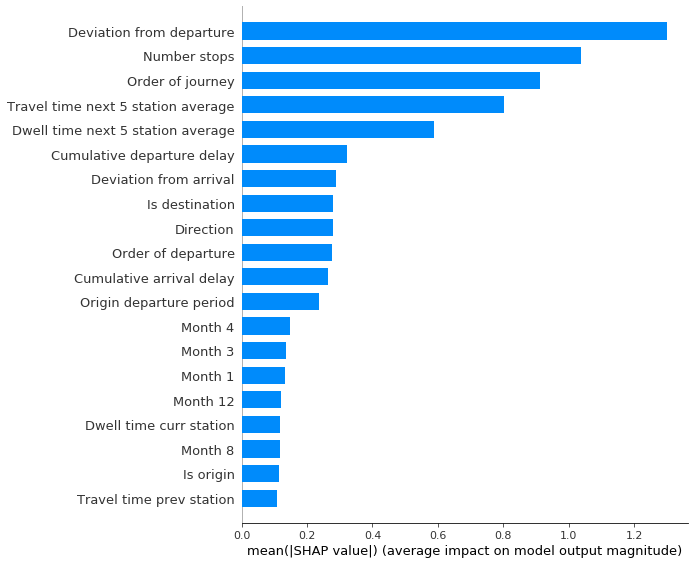 Deviation from departure
Number stops
Order of journey
Travel time next 5 station average
Dwell time next 5 station average
Cumulative departure delay
Deviation from arrival
Is destination
Direction
Order of departure
Cumulative arrival delay
Origin departure period
Month 4
Month 3
Month 1
Month 12
Dwell time curr station
Month 8
Is origin
Travel time prev station
0.0 0.2 0.4 0.6 0.8 1.0 1.2
mean(|SHAP value|) (average impact on model output magnitude)